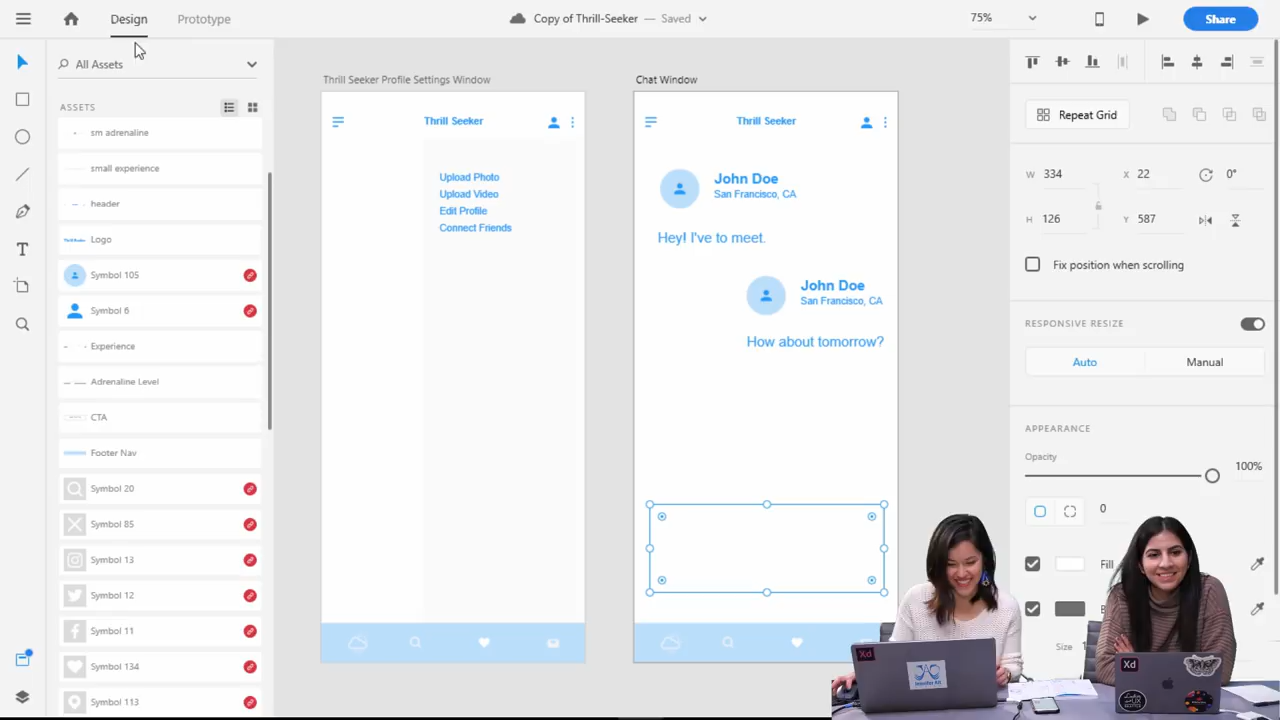 Design
Prototype
Copy of Thrill-Seeker — Saved
75%
Share
All Assets
ASSETS
sm adrenaline
small experience
header
Thrill Seeker
Logo
Symbol 105
Symbol 6
Experience
Adrenaline Level
CTA
Footer Nav
Symbol 20
Symbol 85
Symbol 13
Symbol 12
Symbol 11
Symbol 134
Symbol 113
Thrill Seeker Profile Settings Window
Thrill Seeker
Upload Photo
Upload Video
Edit Profile
Connect Friends
Chat Window
Thrill Seeker
John Doe
San Francisco, CA
Hey! I've to meet.
John Doe
San Francisco, CA
How about tomorrow?
Repeat Grid
W 334
X 22
0°
H 126
Y 587
Fix position when scrolling
RESPONSIVE RESIZE
Auto
Manual
APPEARANCE
Opacity
100%
0
Fill
Size
Xd
Xd